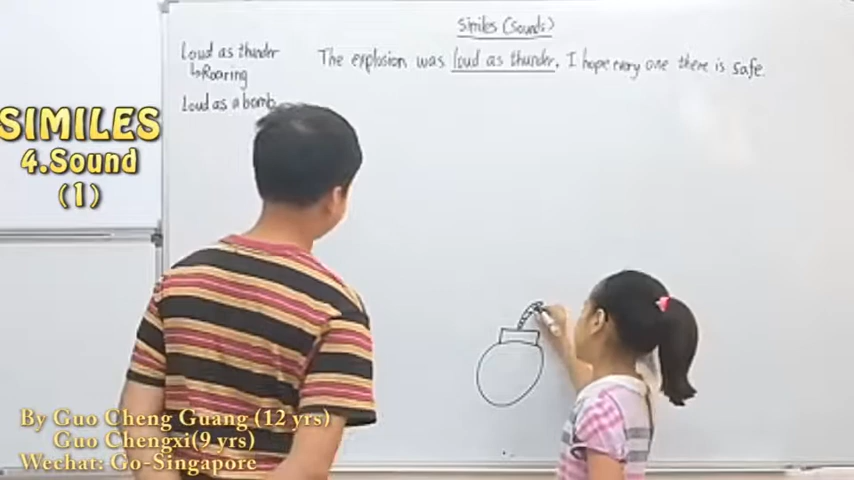 Similes (Sounds)
Loud as thunder
↳Roaring
Loud as a bomb
The explosion was loud as thunder. I hope every one there is safe.
SIMILES
4.Sound
(1)
By Guo Cheng Guang (12 yrs)
Guo Chengxi(9 yrs)
Wechat: Go-Singapore